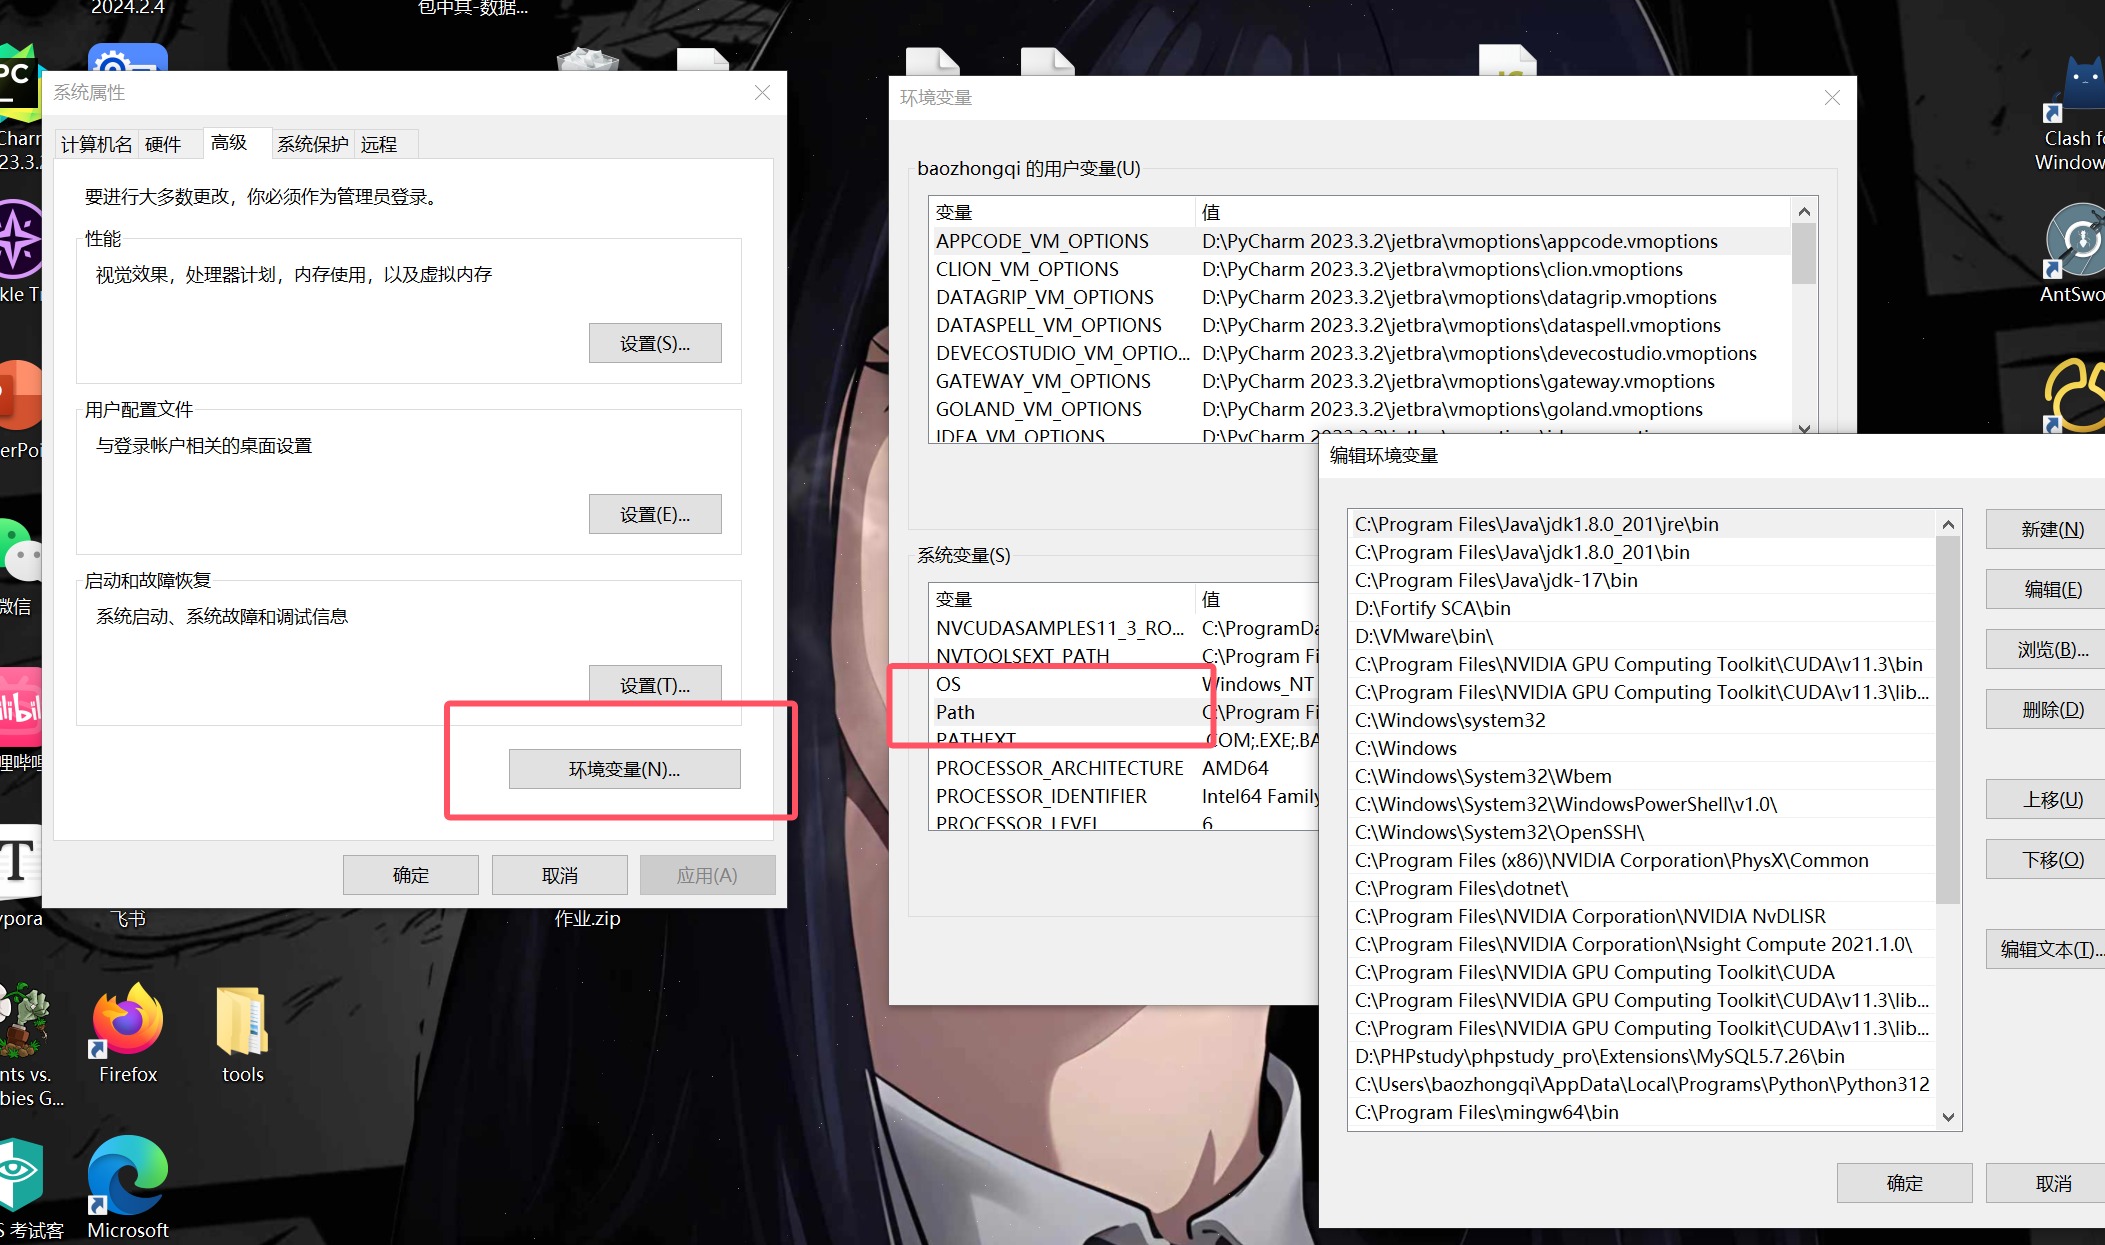 2024.2.4
包中其-数据...
PC
Charm
23.3.
kle Tr
erPoi
微信
libil
哩哔哩
T
ypora
飞书
作业.zip
nts vs.
bies G...
Firefox
tools
S 考试客
Microsoft
Clash fo
Window
AntSwo
系统属性
计算机名
硬件
高级
系统保护
远程
要进行大多数更改，你必须作为管理员登录。
性能
视觉效果，处理器计划，内存使用，以及虚拟内存
设置(S)...
用户配置文件
与登录帐户相关的桌面设置
设置(E)...
启动和故障恢复
系统启动、系统故障和调试信息
设置(T)...
环境变量(N)...
确定
取消
应用(A)
环境变量
baozhongqi 的用户变量(U)
变量 值
APPCODE_VM_OPTIONS D:\PyCharm 2023.3.2\jetbra\vmoptions\appcode.vmoptions
CLION_VM_OPTIONS D:\PyCharm 2023.3.2\jetbra\vmoptions\clion.vmoptions
DATAGRIP_VM_OPTIONS D:\PyCharm 2023.3.2\jetbra\vmoptions\datagrip.vmoptions
DATASPELL_VM_OPTIONS D:\PyCharm 2023.3.2\jetbra\vmoptions\dataspell.vmoptions
DEVECOSTUDIO_VM_OPTIO... D:\PyCharm 2023.3.2\jetbra\vmoptions\devecostudio.vmoptions
GATEWAY_VM_OPTIONS D:\PyCharm 2023.3.2\jetbra\vmoptions\gateway.vmoptions
GOLAND_VM_OPTIONS D:\PyCharm 2023.3.2\jetbra\vmoptions\goland.vmoptions
IDEA_VM_OPTIONS D:\PyCharm 2023.3.2\jetbra\vmoptions\
系统变量(S)
变量 值
NVCUDASAMPLES11_3_RO... C:\ProgramDa
NVTOOLSEXT_PATH C:\Program Fi
OS Windows_NT
Path C:\Program Fi
PATHEXT .COM;.EXE;.BA
PROCESSOR_ARCHITECTURE AMD64
PROCESSOR_IDENTIFIER Intel64 Family
PROCESSOR_LEVEL 6
编辑环境变量
C:\Program Files\Java\jdk1.8.0_201\jre\bin
C:\Program Files\Java\jdk1.8.0_201\bin
C:\Program Files\Java\jdk-17\bin
D:\Fortify SCA\bin
D:\VMware\bin\
C:\Program Files\NVIDIA GPU Computing Toolkit\CUDA\v11.3\bin
C:\Program Files\NVIDIA GPU Computing Toolkit\CUDA\v11.3\lib...
C:\Windows\system32
C:\Windows
C:\Windows\System32\Wbem
C:\Windows\System32\WindowsPowerShell\v1.0\
C:\Windows\System32\OpenSSH\
C:\Program Files (x86)\NVIDIA Corporation\PhysX\Common
C:\Program Files\dotnet\
C:\Program Files\NVIDIA Corporation\NVIDIA NvDLISR
C:\Program Files\NVIDIA Corporation\Nsight Compute 2021.1.0\
C:\Program Files\NVIDIA GPU Computing Toolkit\CUDA
C:\Program Files\NVIDIA GPU Computing Toolkit\CUDA\v11.3\lib...
C:\Program Files\NVIDIA GPU Computing Toolkit\CUDA\v11.3\lib...
D:\PHPstudy\phpstudy_pro\Extensions\MySQL5.7.26\bin
C:\Users\baozhongqi\AppData\Local\Programs\Python\Python312
C:\Program Files\mingw64\bin
新建(N)
编辑(E)
浏览(B)...
删除(D)
上移(U)
下移(O)
编辑文本(T)...
确定
取消